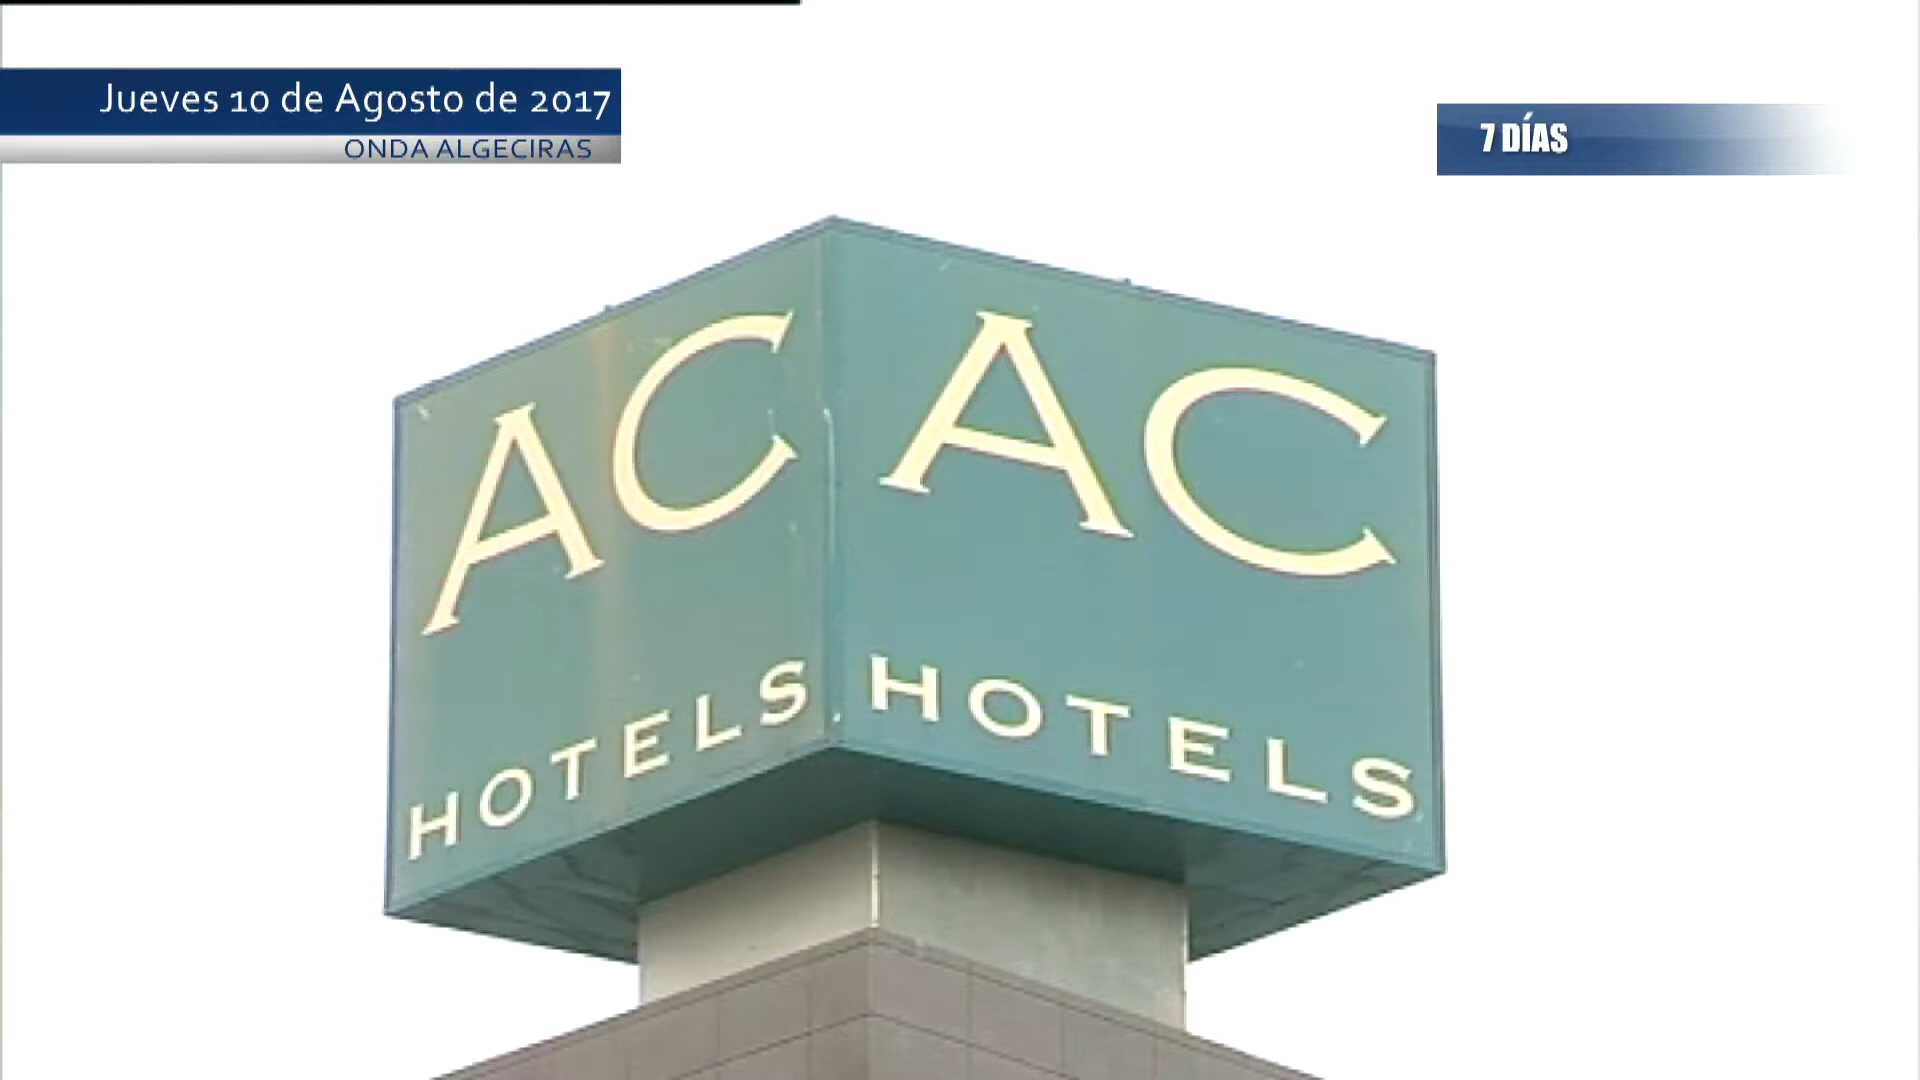 Jueves 10 de Agosto de 2017
ONDA ALGECIRAS
7 DÍAS
AC
HOTELS
AC
HOTELS